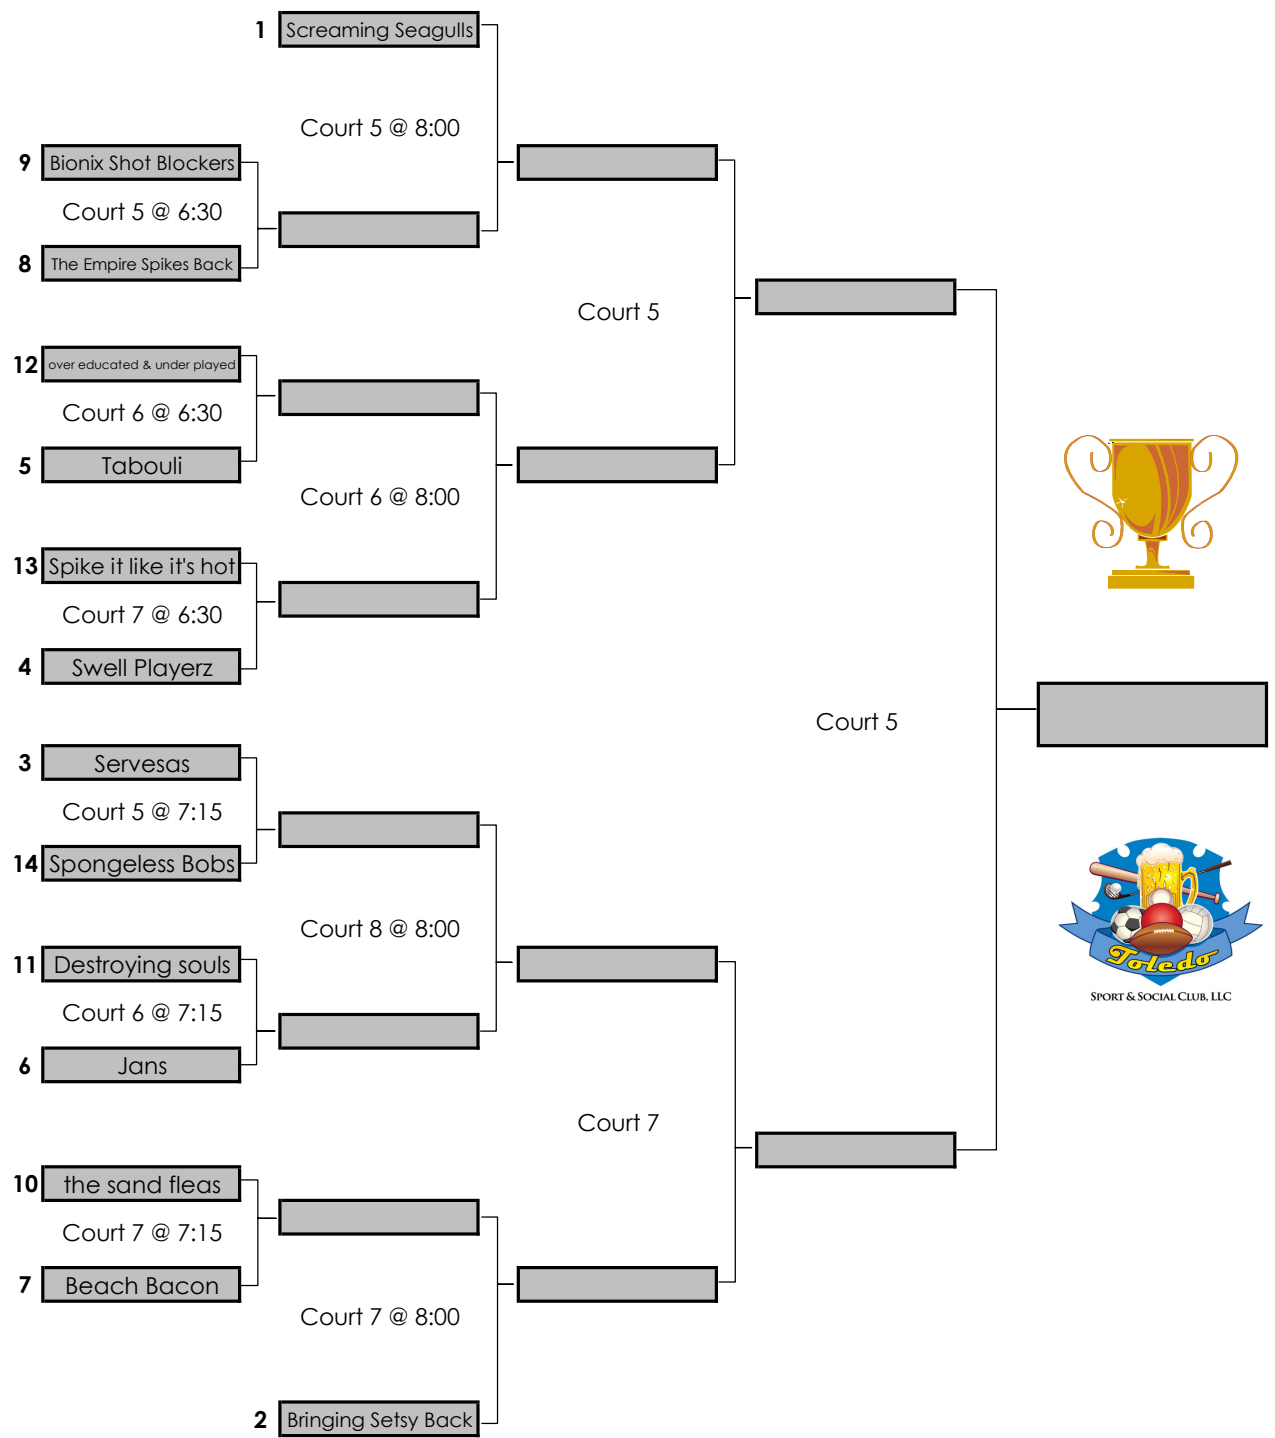 1 Screaming Seagulls
Court 5 @ 8:00
9 Bionix Shot Blockers
Court 5 @ 6:30
8 The Empire Spikes Back
Court 5
12 over educated & under played
Court 6 @ 6:30
5 Tabouli
Court 6 @ 8:00
13 Spike it like it's hot
Court 7 @ 6:30
4 Swell Playerz
Court 5
3 Servesas
Court 5 @ 7:15
14 Spongeless Bobs
Court 8 @ 8:00
11 Destroying souls
Court 6 @ 7:15
6 Jans
Toledo
SPORT & SOCIAL CLUB, LLC
Court 7
10 the sand fleas
Court 7 @ 7:15
7 Beach Bacon
Court 7 @ 8:00
2 Bringing Setsy Back